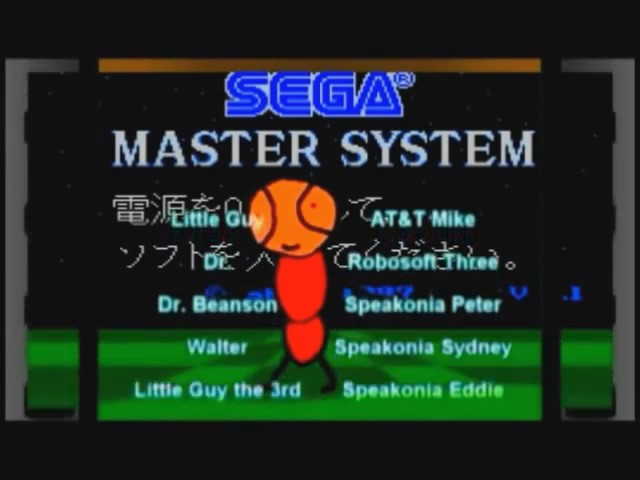 SEGA®
MASTER SYSTEM
電源を て
Little Guy AT&T Mike
ソフトを入 てください。
Dr. Robosoft Three
Dr. Beanson Speakonia Peter
Walter Speakonia Sydney
Little Guy the 3rd Speakonia Eddie